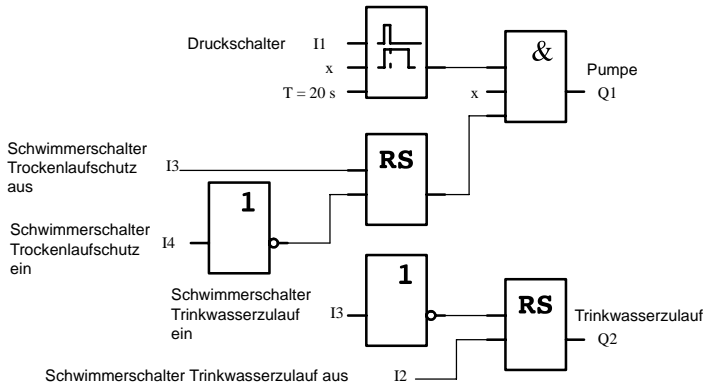 Druckschalter I1
x
T = 20 s
&
x
Pumpe
Q1
Schwimmerschalter
Trockenlaufschutz
aus
I3
RS
1
Schwimmerschalter
Trockenlaufschutz
ein
I4
Schwimmerschalter
Trinkwasserzulauf
ein
I3
1
RS
Trinkwasserzulauf
Q2
Schwimmerschalter Trinkwasserzulauf aus I2